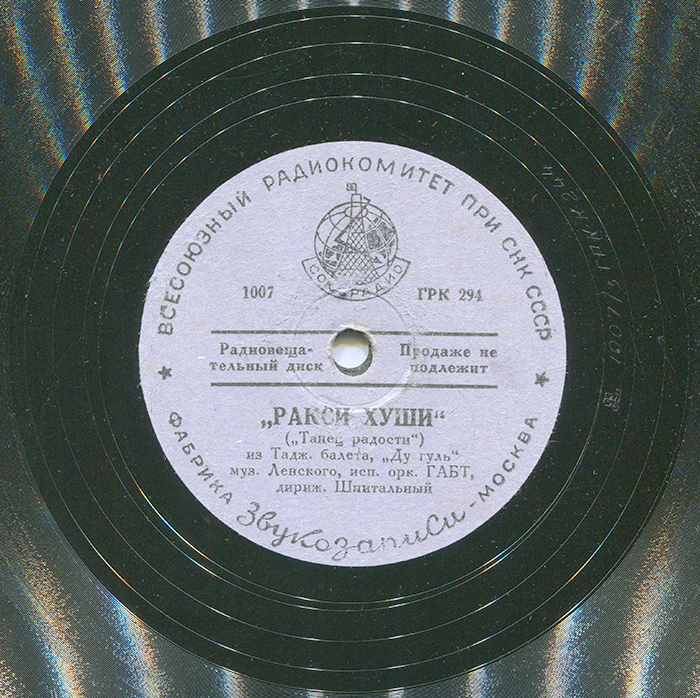 ★ ВСЕСОЮЗНЫЙ РАДИОКОМИТЕТ ПРИ СНК СССР ★
СОЮЗРАДИО
1007 ГРК 294
Радиовеща-
тельный диск
Продаже не
подлежит
„РАКСИ ХУШИ“
(„Танец радости“)
из Тадж. балета, „Ду гуль“
муз. Ленского, исп. орк. ГАБТ,
дириж. Шпитальный
ФАБРИКА Звукозаписи - МОСКВА